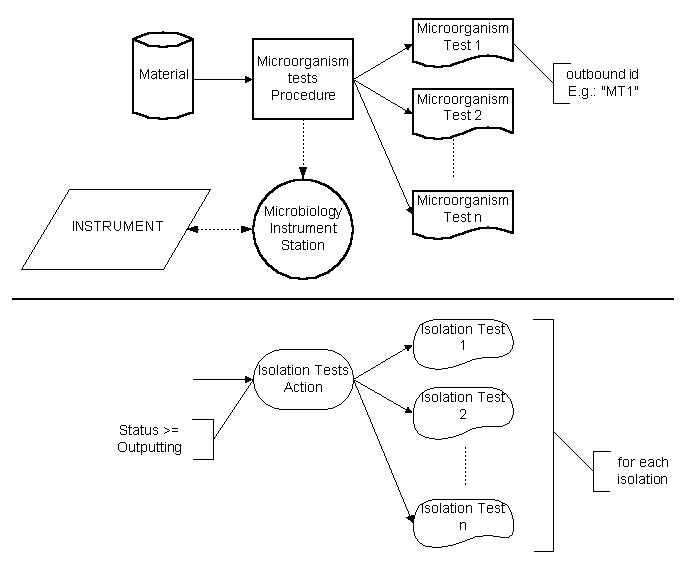 Material
Microorganism
tests
Procedure
Microorganism
Test 1
outbound id
E.g.: "MT1"
Microorganism
Test 2
Microorganism
Test n
INSTRUMENT
Microbiology
Instrument
Station
Isolation Tests
Action
Status >=
Outputting
Isolation Test
1
Isolation Test
2
Isolation Test
n
for each
isolation